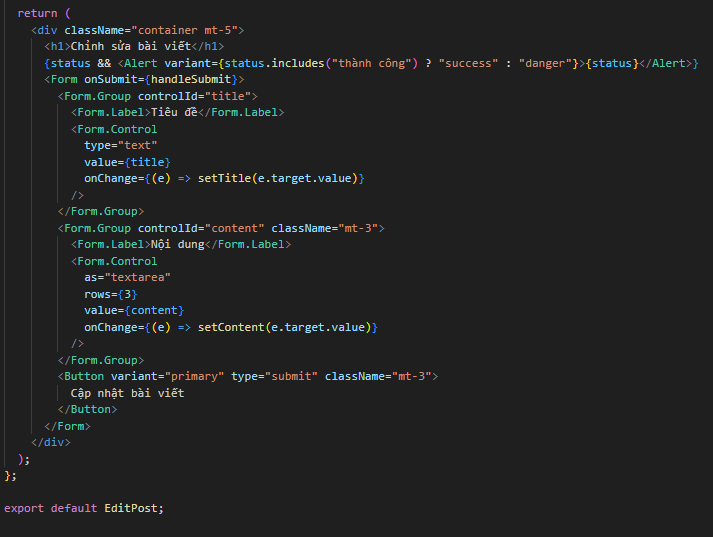 return (
<div className="container mt-5">
<h1>Chỉnh sửa bài viết</h1>
{status && <Alert variant={status.includes("thành công") ? "success" : "danger"}>{status}</Alert>}
<Form onSubmit={handleSubmit}>
<Form.Group controlId="title">
<Form.Label>Tiêu đề</Form.Label>
<Form.Control
type="text"
value={title}
onChange={(e) => setTitle(e.target.value)}
/>
</Form.Group>
<Form.Group controlId="content" className="mt-3">
<Form.Label>Nội dung</Form.Label>
<Form.Control
as="textarea"
rows={3}
value={content}
onChange={(e) => setContent(e.target.value)}
/>
</Form.Group>
<Button variant="primary" type="submit" className="mt-3">
Cập nhật bài viết
</Button>
</Form>
</div>
);
};
export default EditPost;